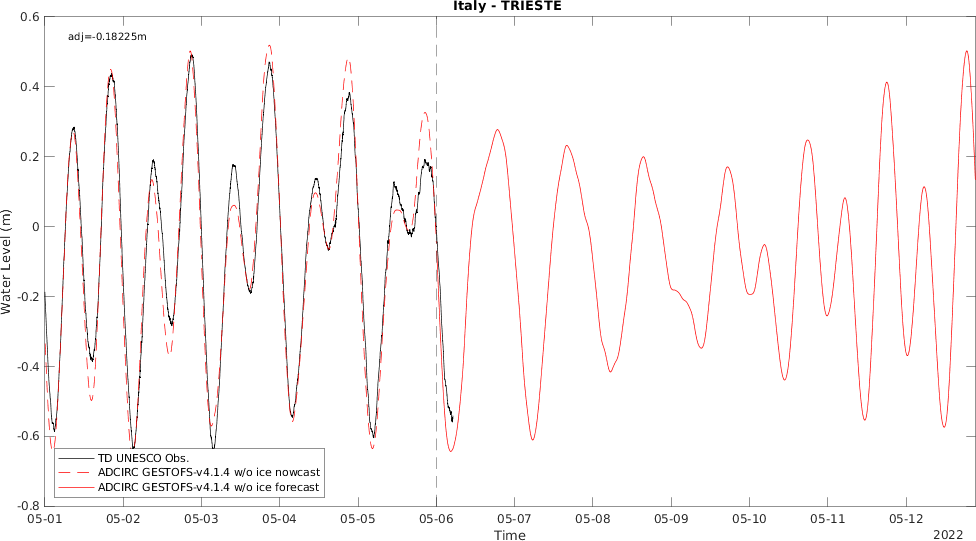 Italy - TRIESTE
adj=-0.18225m
0.6
0.4
0.2
0
-0.2
-0.4
-0.6
-0.8
Water Level (m)
TD UNESCO Obs.
ADCIRC GESTOFS-v4.1.4 w/o ice nowcast
ADCIRC GESTOFS-v4.1.4 w/o ice forecast
05-01 05-02 05-03 05-04 05-05 05-06 05-07 05-08 05-09 05-10 05-11 05-12
Time
2022